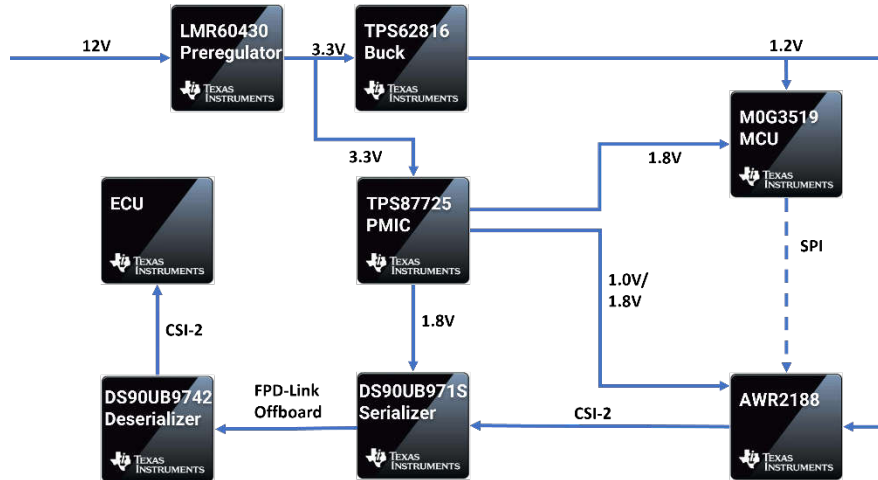 12V
LMR60430
Preregulator
TEXAS
INSTRUMENTS
3.3V
TPS62816
Buck
TEXAS
INSTRUMENTS
1.2V
M0G3519
MCU
TEXAS
INSTRUMENTS
3.3V
1.8V
ECU
TEXAS
INSTRUMENTS
TPS87725
PMIC
TEXAS
INSTRUMENTS
SPI
1.0V/
1.8V
CSI-2
1.8V
DS90UB9742
Deserializer
TEXAS
INSTRUMENTS
FPD-Link
Offboard
DS90UB971S
Serializer
TEXAS
INSTRUMENTS
CSI-2
AWR2188
TEXAS
INSTRUMENTS